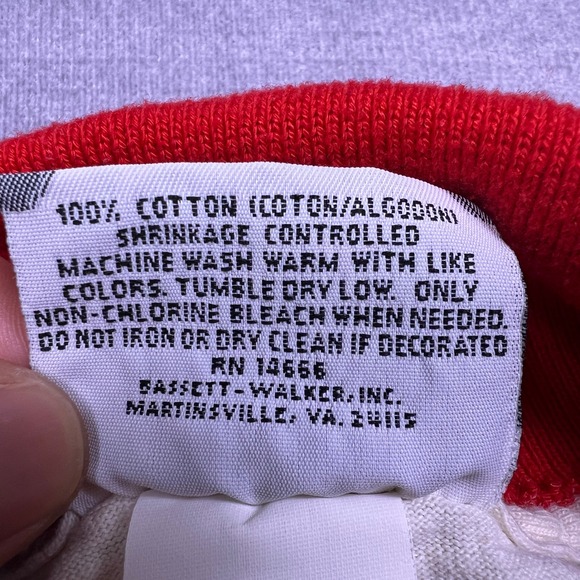 100% COTTON (COTON/ALGODON)
SHRINKAGE CONTROLLED
MACHINE WASH WARM WITH LIKE
COLORS. TUMBLE DRY LOW. ONLY
NON-CHLORINE BLEACH WHEN NEEDED.
DO NOT IRON OR DRY CLEAN IF DECORATED
RN 14666
BASSETT-WALKER, INC.
MARTINSVILLE, VA. 24115